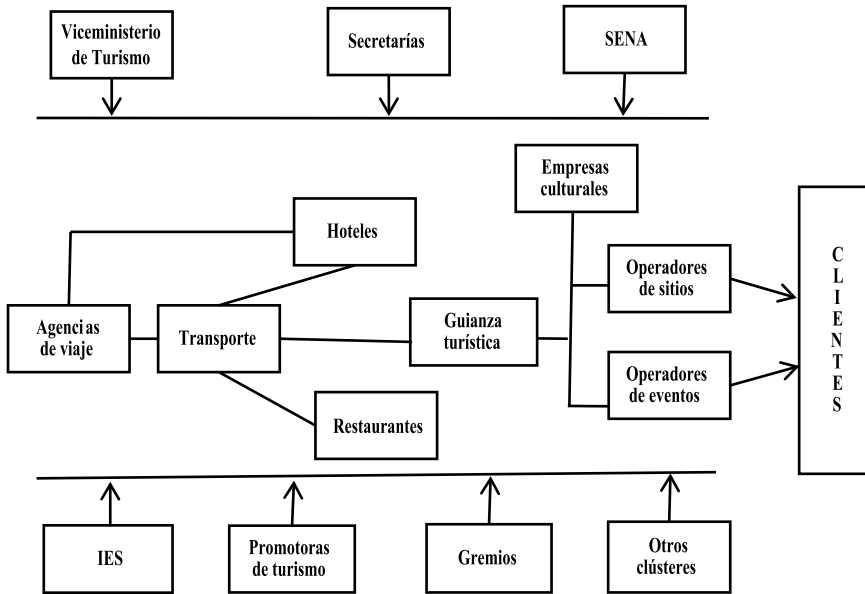 Viceministerio
de Turismo
Secretarías
SENA
Empresas
culturales
Hoteles
Operadores
de sitios
Agencias
de viaje
Transporte
Guianza
turística
Operadores
de eventos
Restaurantes
CLIENTES
IES
Promotoras
de turismo
Gremios
Otros
clústeres